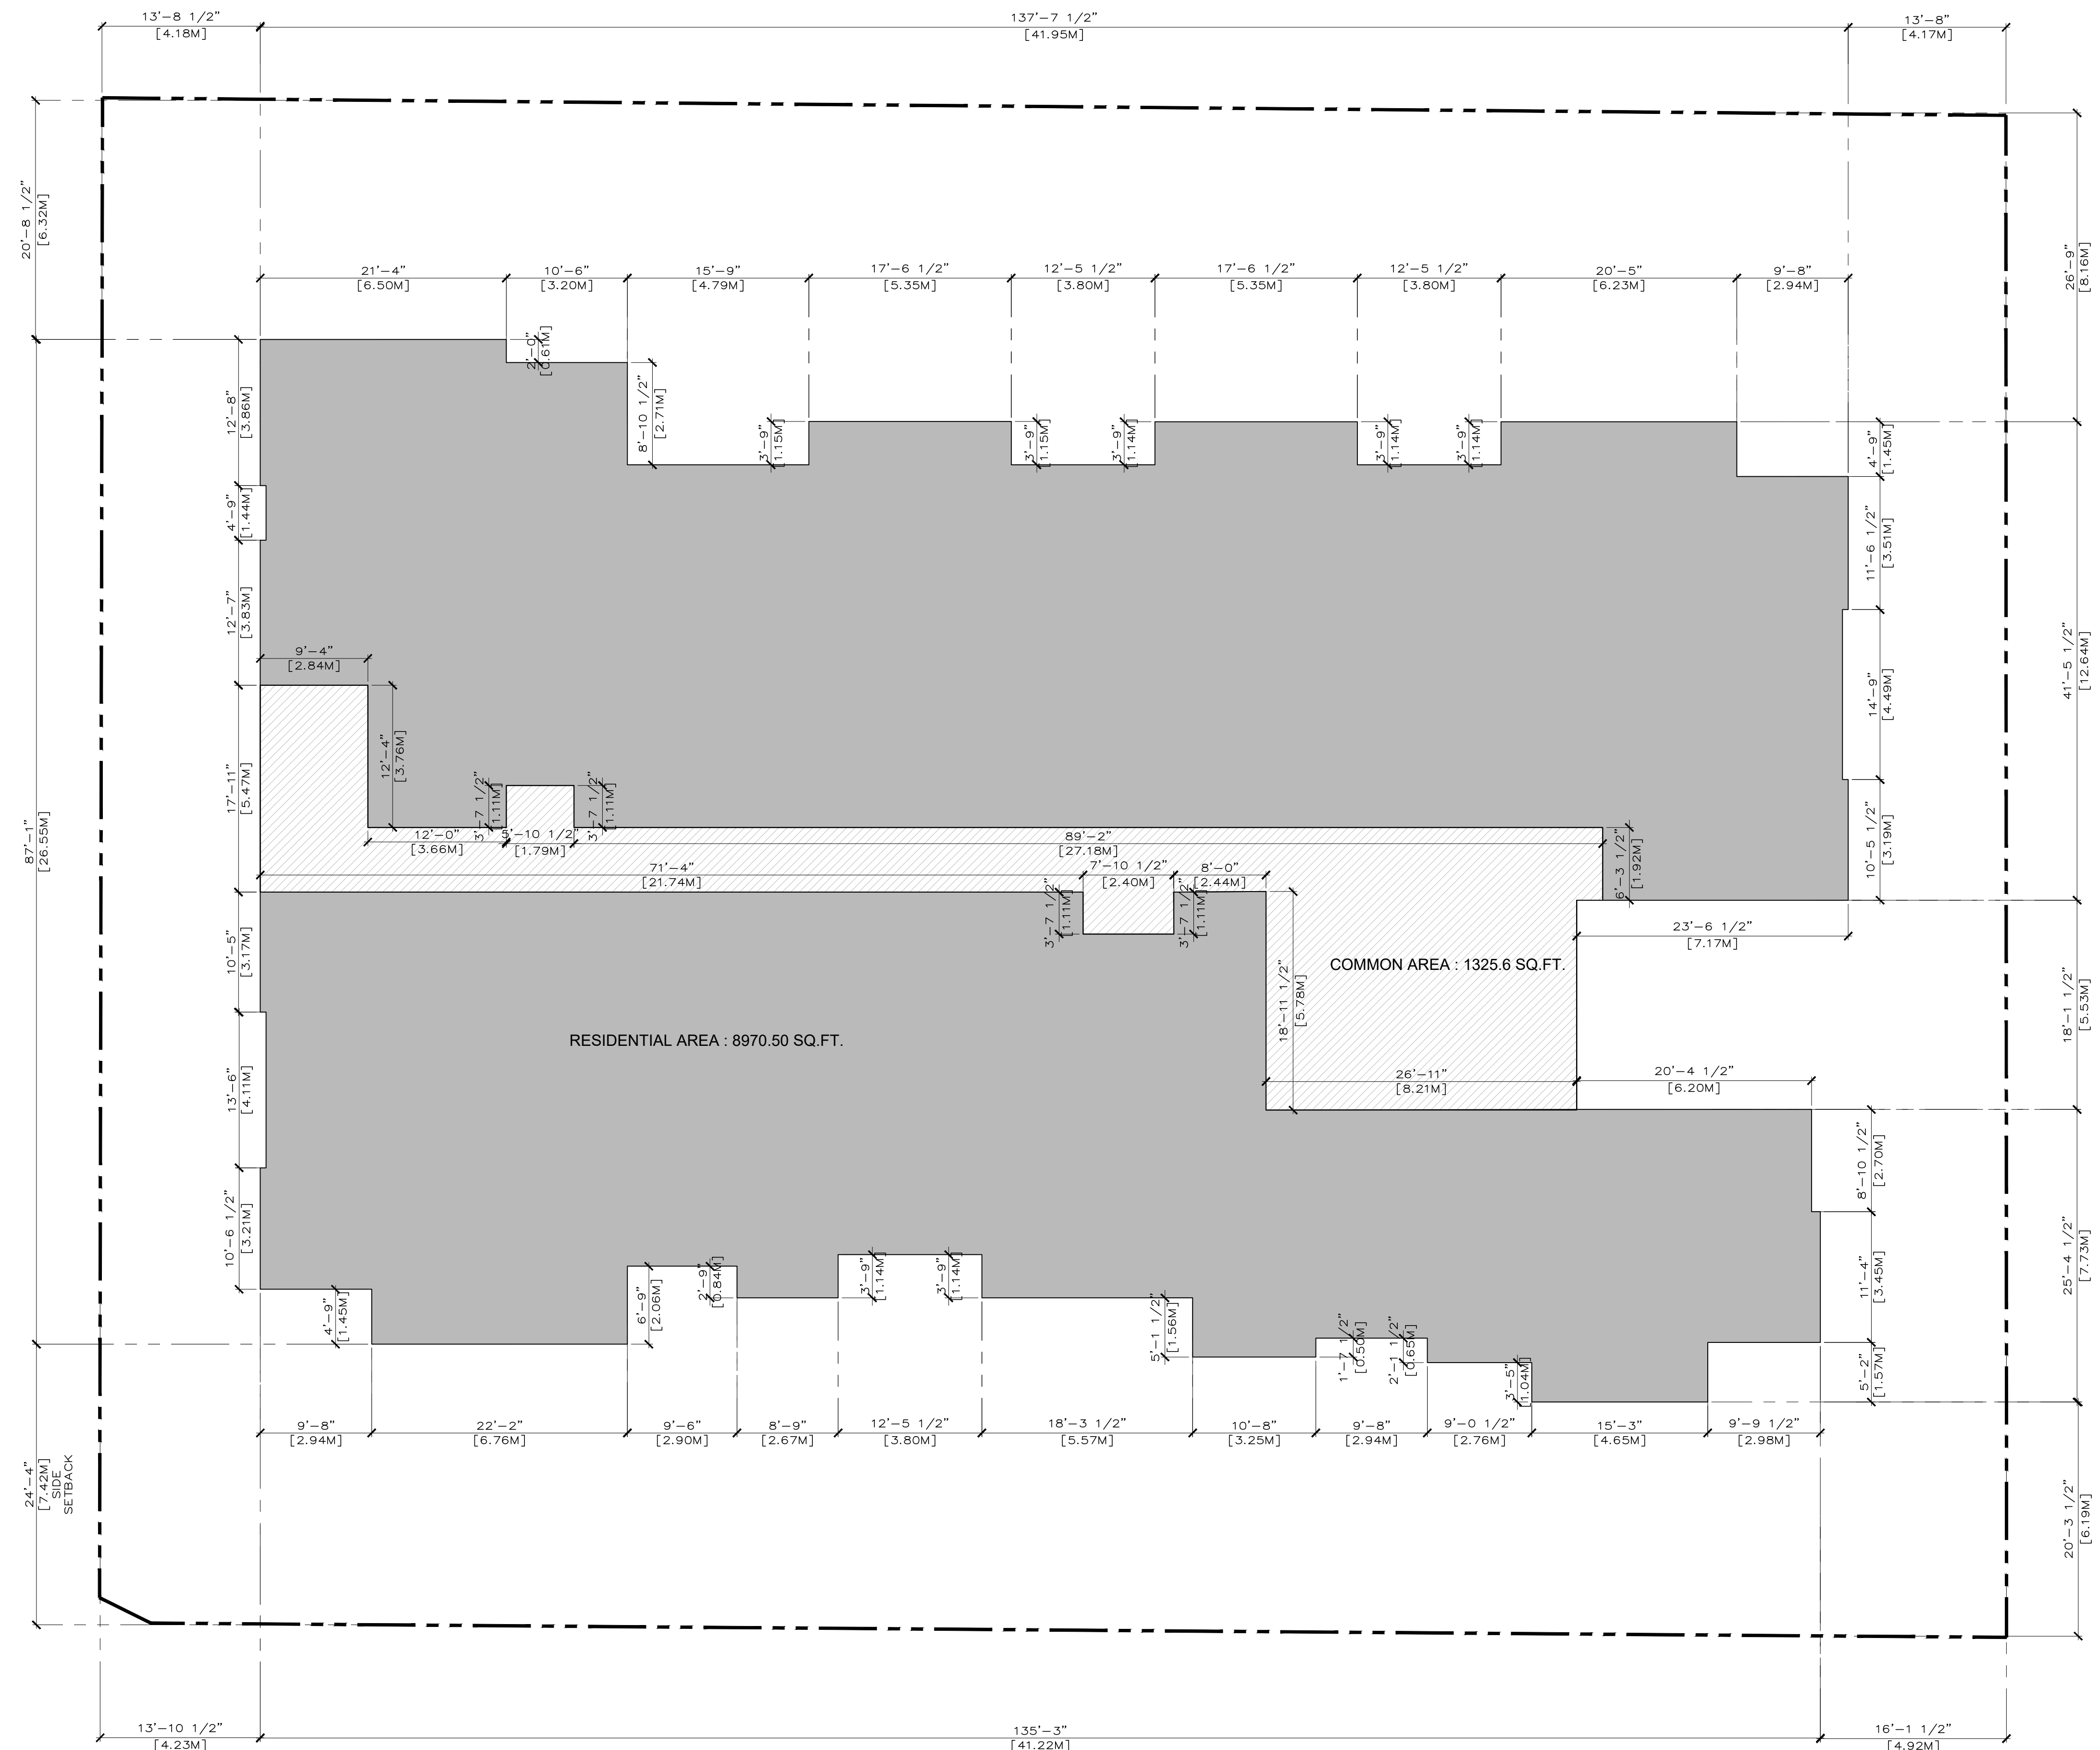 13'-8 1/2"
[4.18M]
137'-7 1/2"
[41.95M]
13'-8"
[4.17M]
20'-8 1/2"
[6.32M]
26'-9"
[8.16M]
21'-4"
[6.50M]
10'-6"
[3.20M]
15'-9"
[4.79M]
17'-6 1/2"
[5.35M]
12'-5 1/2"
[3.80M]
17'-6 1/2"
[5.35M]
12'-5 1/2"
[3.80M]
20'-5"
[6.23M]
9'-8"
[2.94M]
2'-0"
[0.61M]
8'-10 1/2"
[2.71M]
3'-9"
[1.15M]
3'-9"
[1.15M]
3'-9"
[1.14M]
3'-9"
[1.14M]
3'-9"
[1.14M]
4'-9"
[1.45M]
12'-8"
[3.86M]
4'-9"
[1.44M]
12'-7"
[3.83M]
11'-6 1/2"
[3.51M]
14'-9"
[4.49M]
41'-5 1/2"
[12.64M]
9'-4"
[2.84M]
12'-4"
[3.76M]
17'-11"
[5.47M]
87'-1"
[26.55M]
3'-7 1/2"
[1.11M]
3'-7 1/2"
[1.11M]
12'-0"
[3.66M]
5'-10 1/2"
[1.79M]
89'-2"
[27.18M]
6'-3 1/2"
[1.92M]
10'-5 1/2"
[3.19M]
71'-4"
[21.74M]
7'-10 1/2"
[2.40M]
8'-0"
[2.44M]
3'-7 1/2"
[1.11M]
3'-7 1/2"
[1.11M]
23'-6 1/2"
[7.17M]
10'-5"
[3.17M]
COMMON AREA : 1325.6 SQ.FT.
18'-11 1/2"
[5.78M]
18'-1 1/2"
[5.53M]
RESIDENTIAL AREA : 8970.50 SQ.FT.
13'-6"
[4.11M]
26'-11"
[8.21M]
20'-4 1/2"
[6.20M]
8'-10 1/2"
[2.70M]
10'-6 1/2"
[3.21M]
11'-4"
[3.45M]
25'-4 1/2"
[7.73M]
4'-9"
[1.45M]
6'-9"
[2.06M]
2'-9"
[0.84M]
3'-9"
[1.14M]
3'-9"
[1.14M]
5'-1 1/2"
[1.56M]
1'-7 1/2"
[0.50M]
2'-1 1/2"
[0.65M]
3'-5"
[1.04M]
5'-2"
[1.57M]
9'-8"
[2.94M]
22'-2"
[6.76M]
9'-6"
[2.90M]
8'-9"
[2.67M]
12'-5 1/2"
[3.80M]
18'-3 1/2"
[5.57M]
10'-8"
[3.25M]
9'-8"
[2.94M]
9'-0 1/2"
[2.76M]
15'-3"
[4.65M]
9'-9 1/2"
[2.98M]
24'-4"
[7.42M]
SIDE
SETBACK
20'-3 1/2"
[6.19M]
13'-10 1/2"
[4.23M]
135'-3"
[41.22M]
16'-1 1/2"
[4.92M]